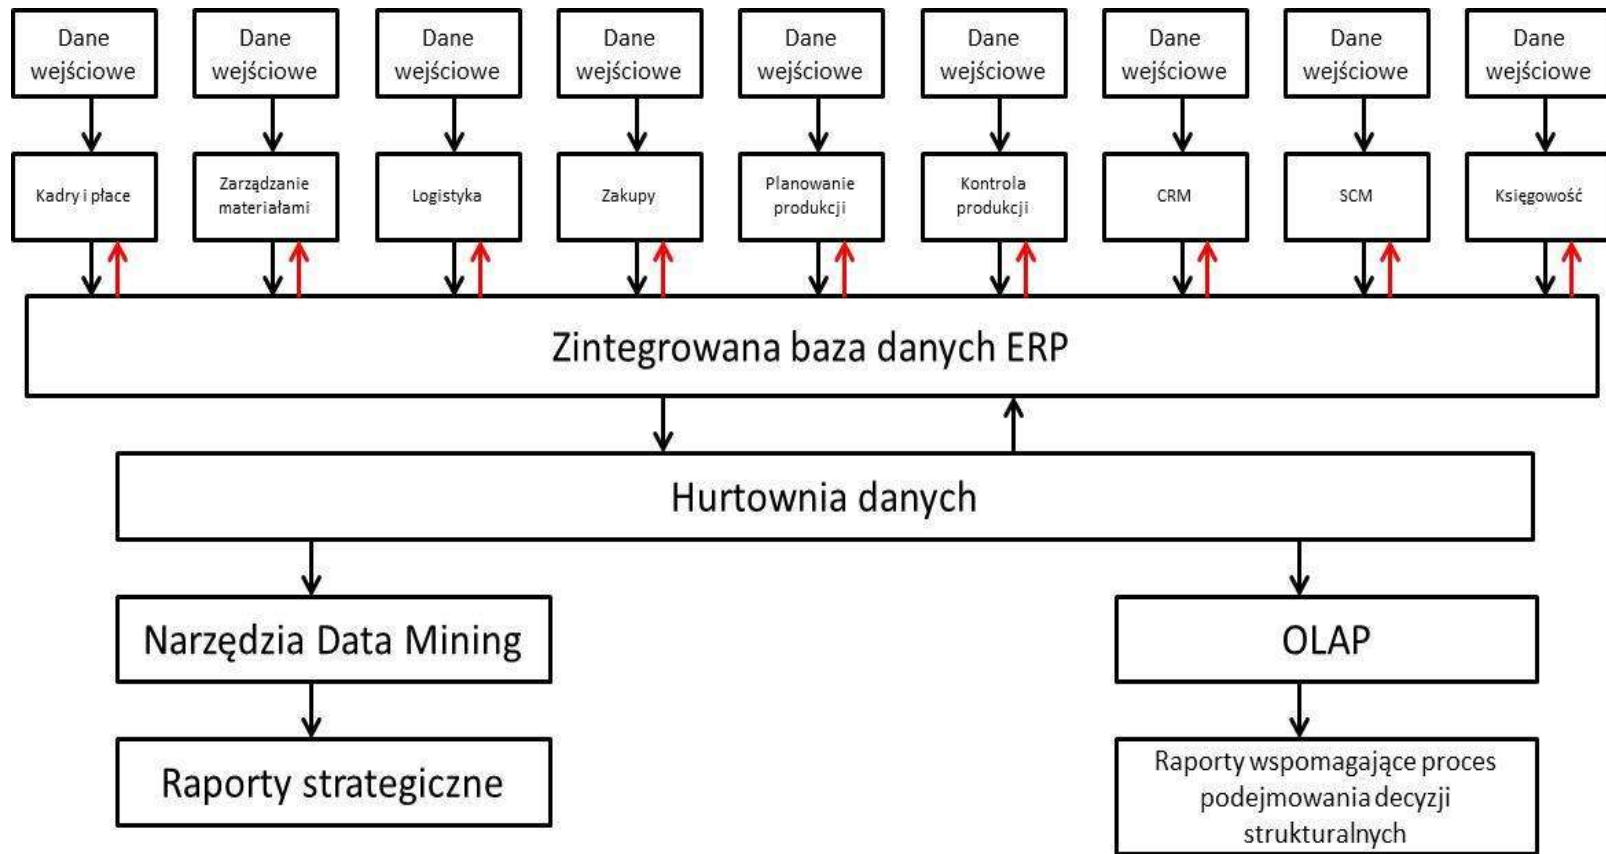 Dane
wejściowe
Dane
wejściowe
Dane
wejściowe
Dane
wejściowe
Dane
wejściowe
Dane
wejściowe
Dane
wejściowe
Dane
wejściowe
Dane
wejściowe
Kadry i płace
Zarządzanie
materiałami
Logistyka
Zakupy
Planowanie
produkcji
Kontrola
produkcji
CRM
SCM
Księgowość
Zintegrowana baza danych ERP
Hurtownia danych
Narzędzia Data Mining
OLAP
Raporty strategiczne
Raporty wspomagające proces
podejmowania decyzji
strukturalnych